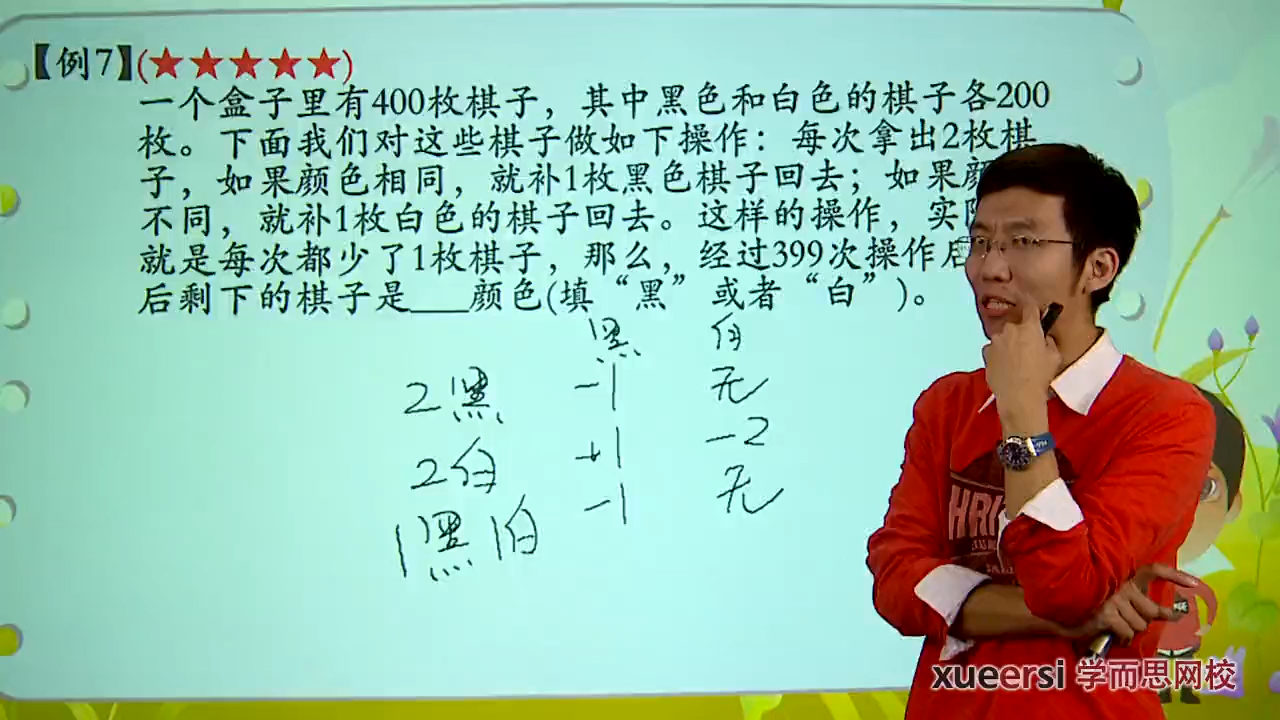 【例7】(★★★★★)
一个盒子里有400枚棋子，其中黑色和白色的棋子各200
枚。下面我们对这些棋子做如下操作：每次拿出2枚棋
子，如果颜色相同，就补1枚黑色棋子回去；如果
不同，就补1枚白色的棋子回去。这样的操作，实
就是每次都少了1枚棋子，那么，经过399次操作后
后剩下的棋子是___颜色(填“黑”或者“白”)。
黑 白
2黑 -1 无
2白 +1 -2
1黑1白 -1 无
xueersi 学而思网校